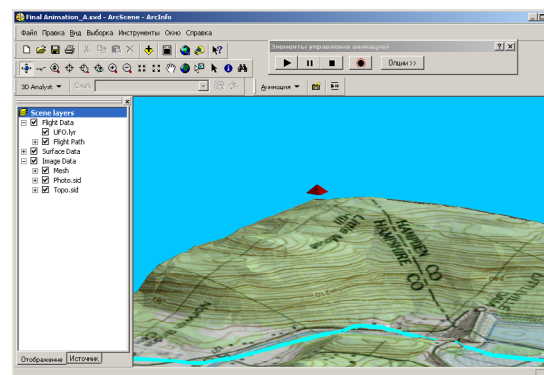 Final Animation_A.sxd - ArcScene - ArcInfo
Файл Правка Вид Выборка Инструменты Окно Справка
Элементы управления анимацией
Опции >>
3D Analyst Слой: Анимация
Scene layers
Flight Data
UFO.lyr
Flight Path
Surface Data
Image Data
Mesh
Photo.sid
Topo.sid
Little
HAMPDEN CO
HAMPSHIRE CO
Отображение Источник